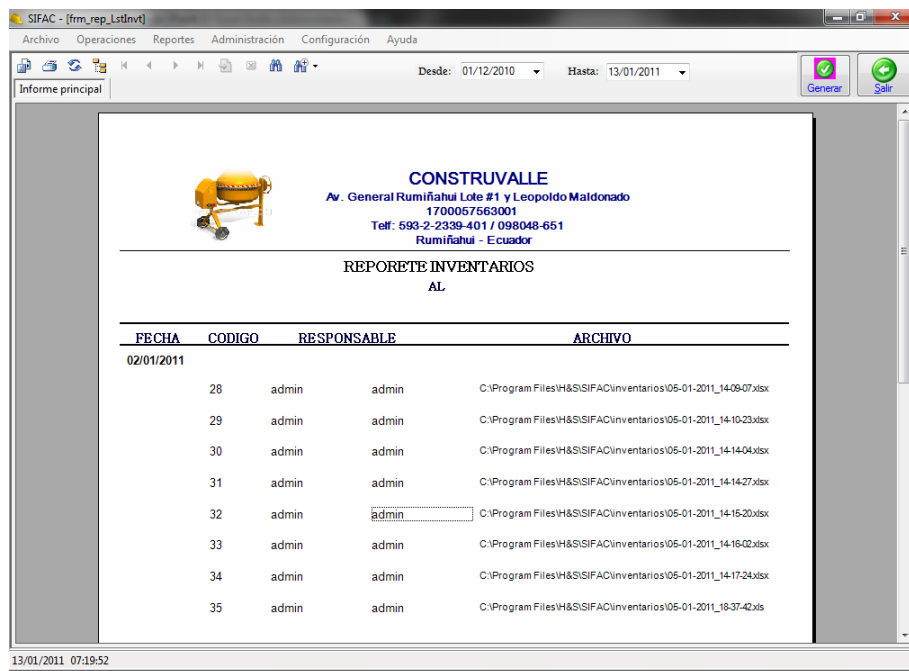 SIFAC - [frm_rep_LstInvt]
Archivo Operaciones Reportes Administración Configuración Ayuda
Desde: 01/12/2010 Hasta: 13/01/2011
Generar Salir
Informe principal
CONSTRUVALLE
Av. General Rumiñahui Lote #1 y Leopoldo Maldonado
1700057563001
Telf: 593-2-2339-401 / 098048-651
Rumiñahui - Ecuador
REPORETE INVENTARIOS
AL
FECHA CODIGO RESPONSABLE ARCHIVO
02/01/2011
28 admin admin C:\Program Files\H&S\SIFAC\inventarios\05-01-2011_14-09-07.xlsx
29 admin admin C:\Program Files\H&S\SIFAC\inventarios\05-01-2011_14-10-23.xlsx
30 admin admin C:\Program Files\H&S\SIFAC\inventarios\05-01-2011_14-14-04.xlsx
31 admin admin C:\Program Files\H&S\SIFAC\inventarios\05-01-2011_14-14-27.xlsx
32 admin admin C:\Program Files\H&S\SIFAC\inventarios\05-01-2011_14-15-20.xlsx
33 admin admin C:\Program Files\H&S\SIFAC\inventarios\05-01-2011_14-16-02.xlsx
34 admin admin C:\Program Files\H&S\SIFAC\inventarios\05-01-2011_14-17-24.xlsx
35 admin admin C:\Program Files\H&S\SIFAC\inventarios\05-01-2011_18-37-42.xls
13/01/2011 07:19:52